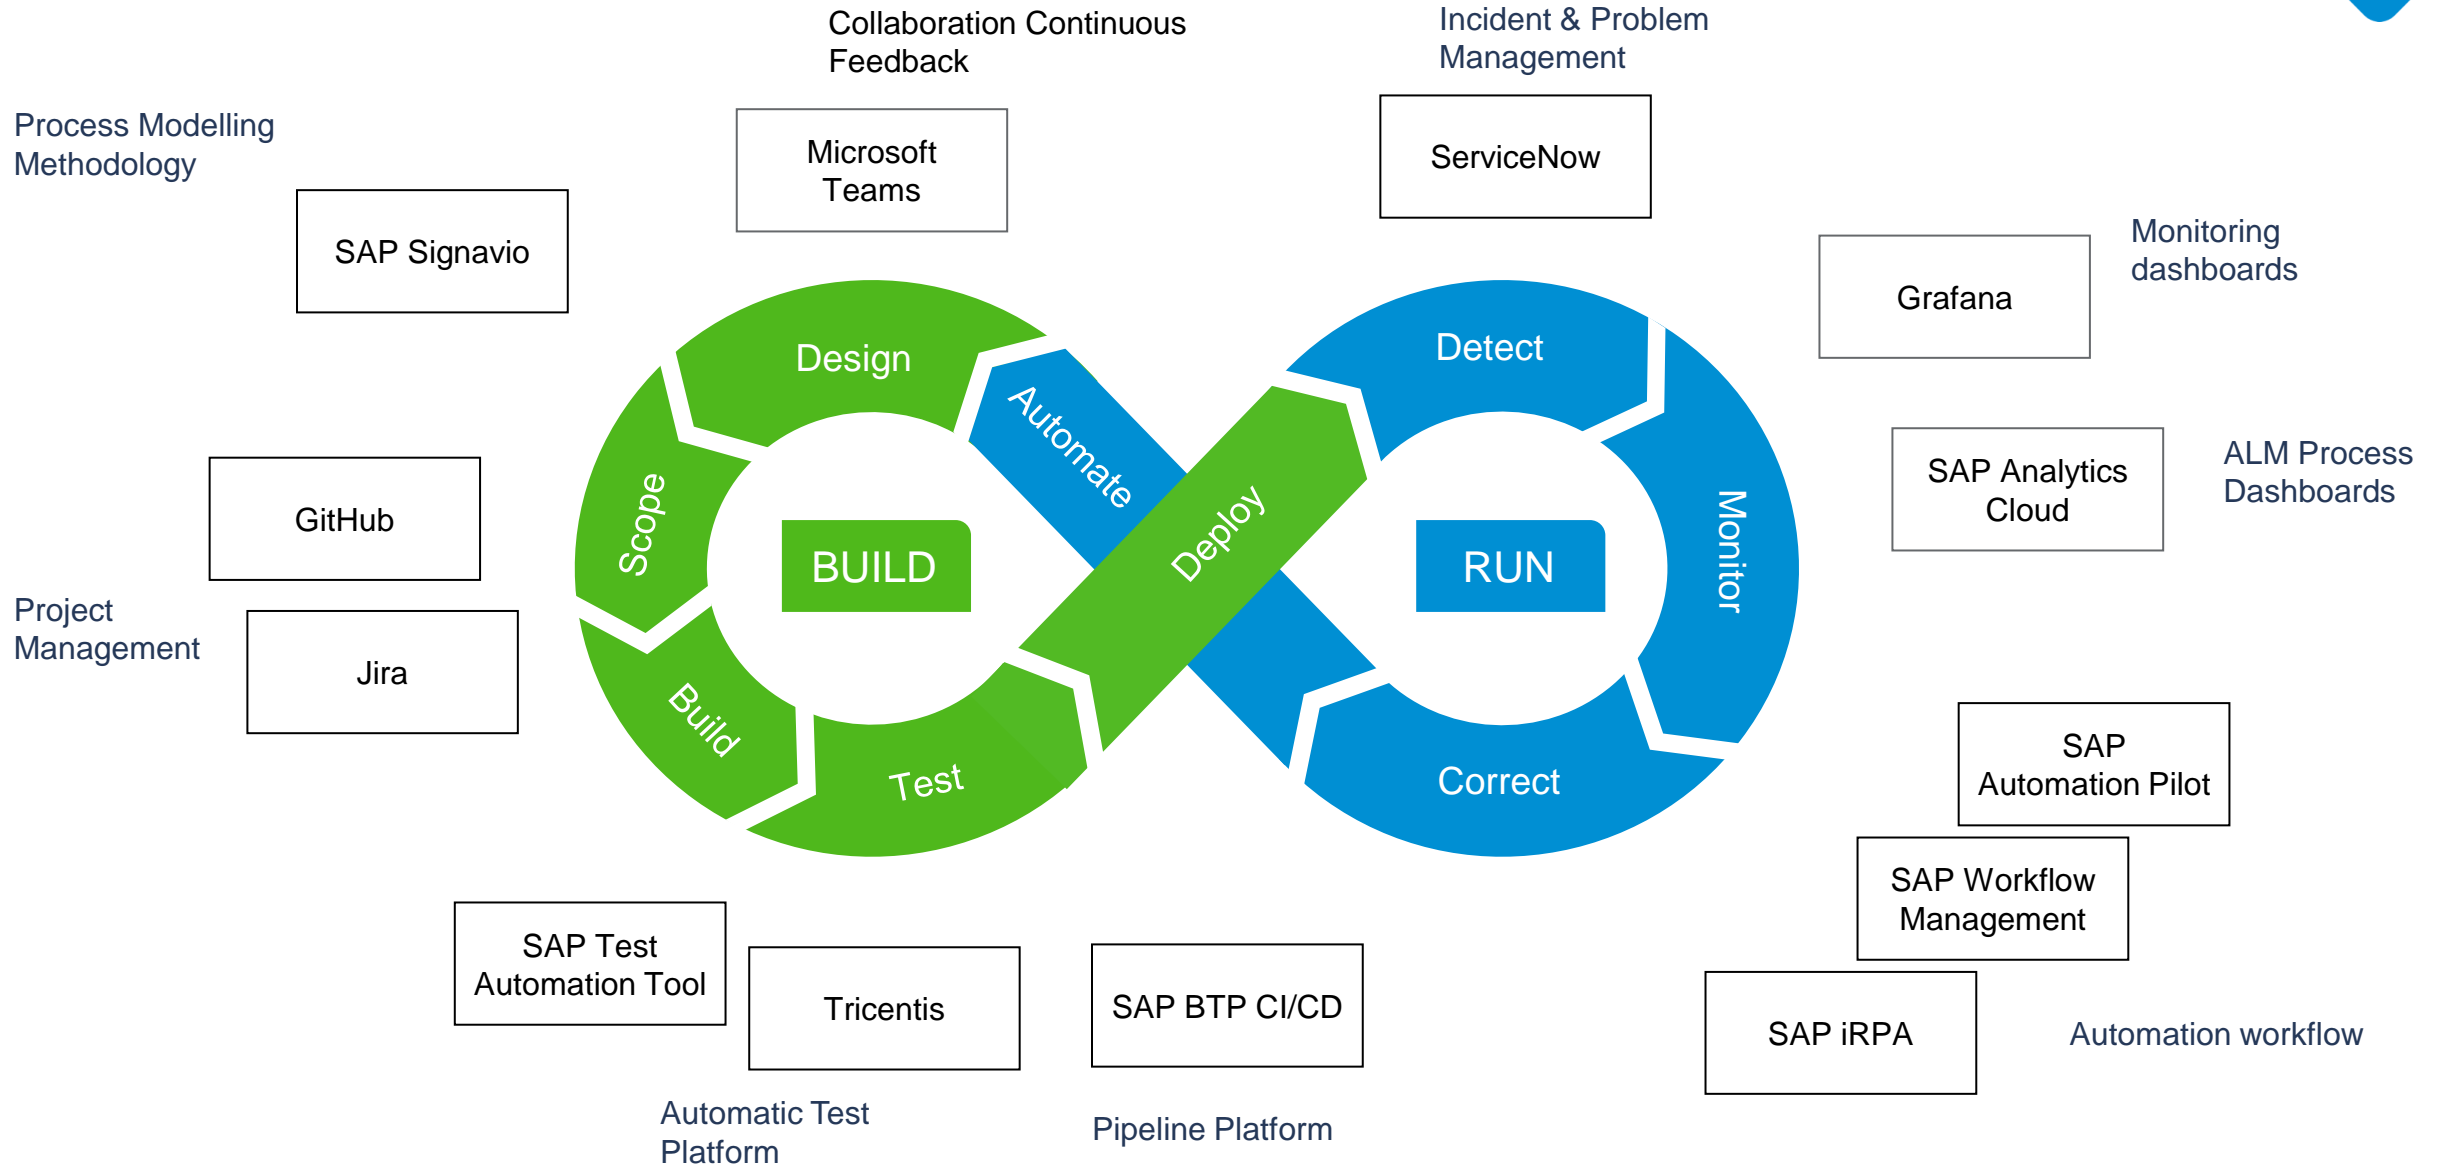 Collaboration Continuous
Feedback
Incident & Problem
Management
Process Modelling
Methodology
Microsoft
Teams
ServiceNow
SAP Signavio
Monitoring
dashboards
Grafana
Design
Automate
Detect
GitHub
Scope
BUILD
Deploy
RUN
Monitor
SAP Analytics
Cloud
ALM Process
Dashboards
Project
Management
Jira
Build
Test
Correct
SAP
Automation Pilot
SAP Workflow
Management
SAP Test
Automation Tool
Tricentis
SAP BTP CI/CD
SAP iRPA
Automation workflow
Automatic Test
Platform
Pipeline Platform